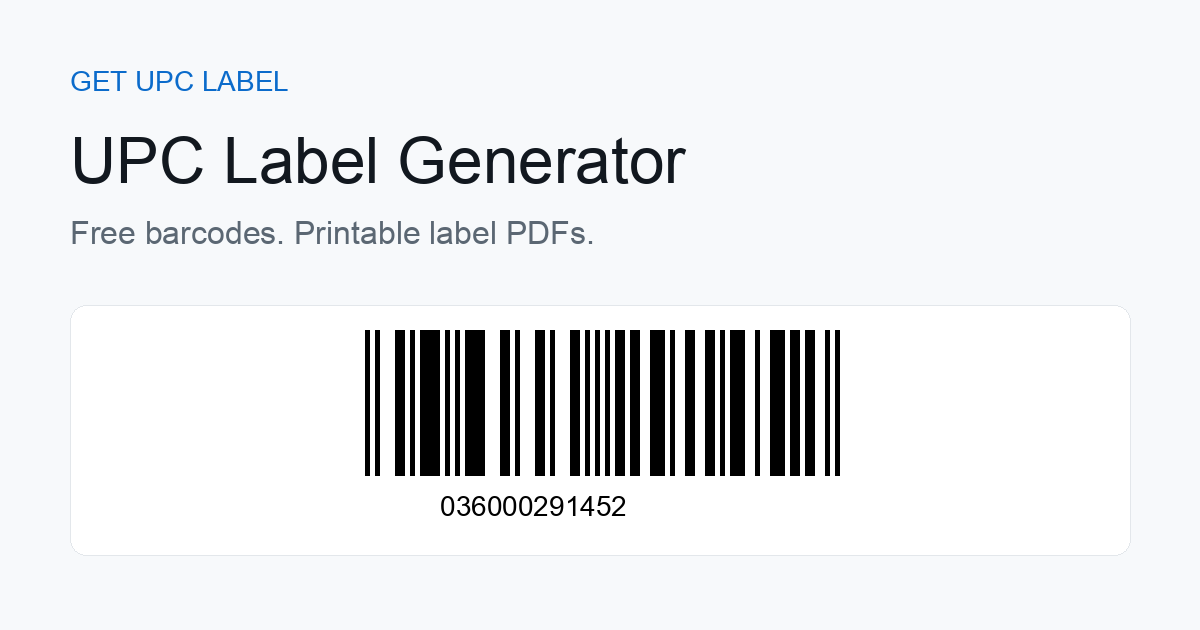 GET UPC LABEL
UPC Label Generator
Free barcodes. Printable label PDFs.
036000291452